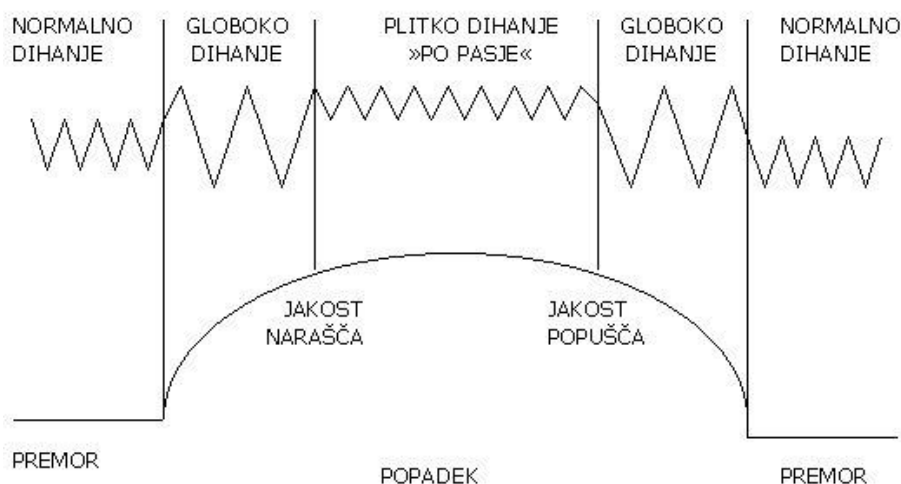 NORMALNO
DIHANJE
GLOBOKO
DIHANJE
PLITKO DIHANJE
»PO PASJE«
GLOBOKO
DIHANJE
NORMALNO
DIHANJE
JAKOST
NARAŠČA
JAKOST
POPUŠČA
PREMOR
POPADEK
PREMOR